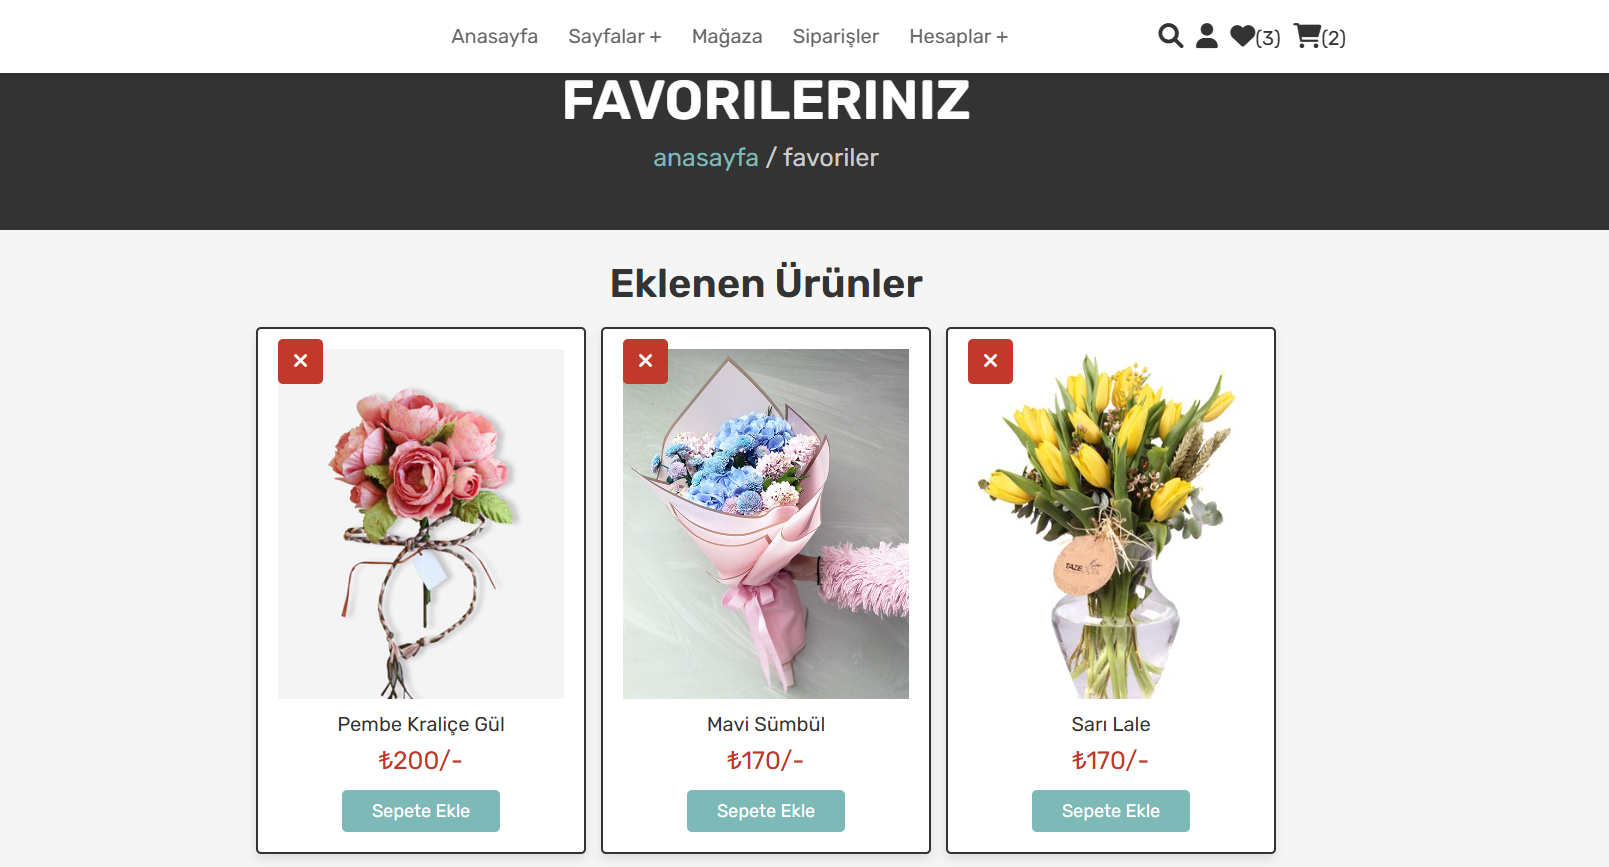 Anasayfa Sayfalar + Mağaza Siparişler Hesaplar + (3) (2)
FAVORILERINIZ
anasayfa / favoriler
Eklenen Ürünler
TAZE
Pembe Kraliçe Gül
₺200/-
Sepete Ekle
Mavi Sümbül
₺170/-
Sepete Ekle
Sarı Lale
₺170/-
Sepete Ekle